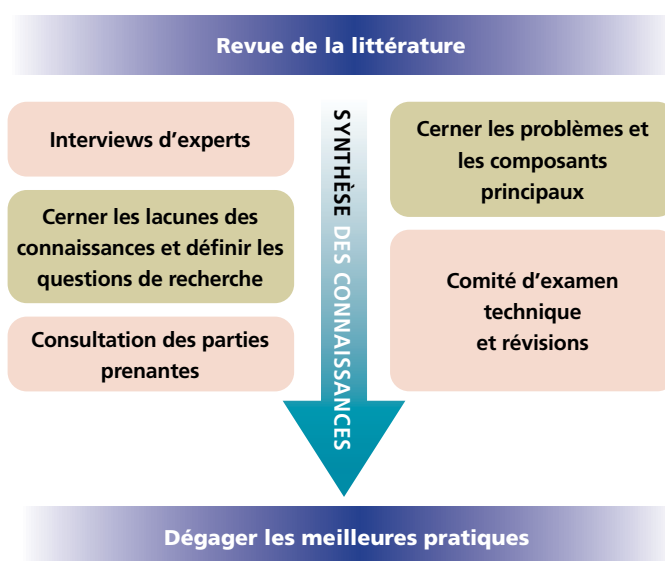 Revue de la littérature
Interviews d’experts
Cerner les lacunes des
connaissances et définir les
questions de recherche
Consultation des parties
prenantes
SYNTHÈSE DES CONNAISSANCES
Cerner les problèmes et
les composants
principaux
Comité d’examen
technique
et révisions
Dégager les meilleures pratiques